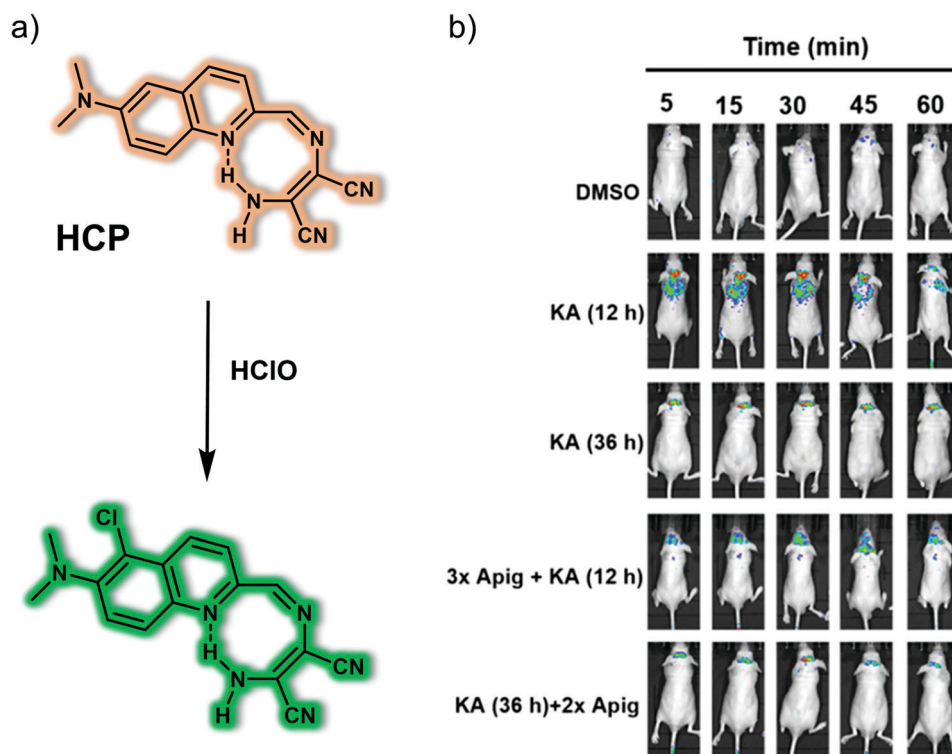 a)
N
N
H
N
H
N
CN
CN
HCP
HClO
Cl
N
N
H
N
H
N
CN
CN
b)
Time (min)
5 15 30 45 60
DMSO
KA (12 h)
KA (36 h)
3x Apig + KA (12 h)
KA (36 h)+2x Apig